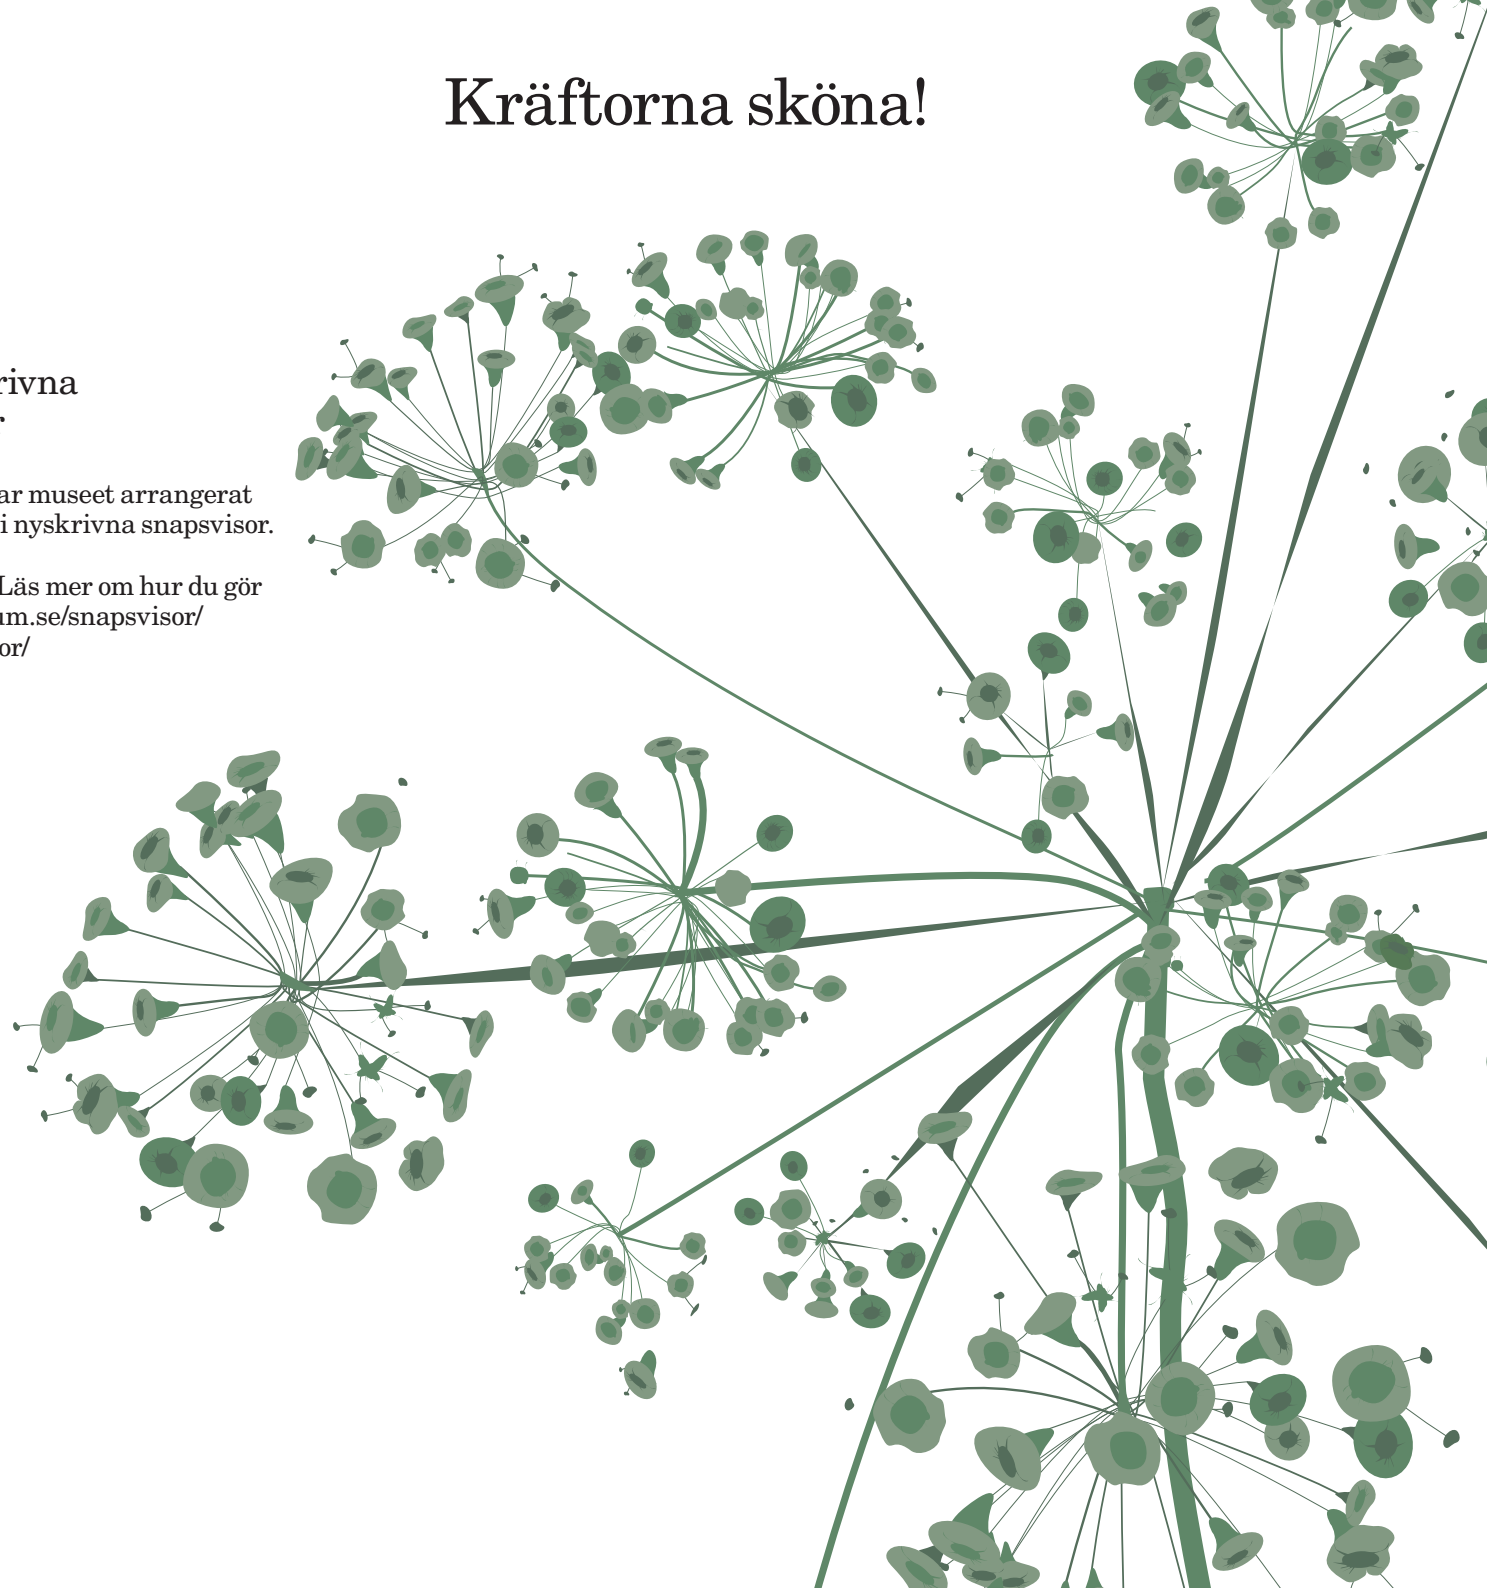 Kräftorna sköna!
rivna
r
ar museet arrangerat
i nyskrivna snapsvisor.
Läs mer om hur du gör
um.se/snapsvisor/
or/